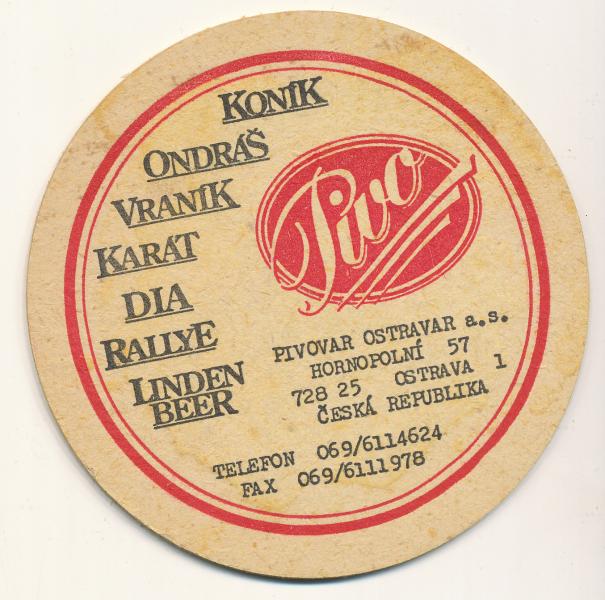 KONÍK
ONDRÁŠ
VRANÍK
KARAT
DIA
RALLYE
LINDEN
BEER
Pivo
PIVOVAR OSTRAVAR a.s.
HORNOPOLNÍ 57
728 25 OSTRAVA 1
ČESKÁ REPUBLIKA
TELEFON 069/6114624
FAX 069/6111978